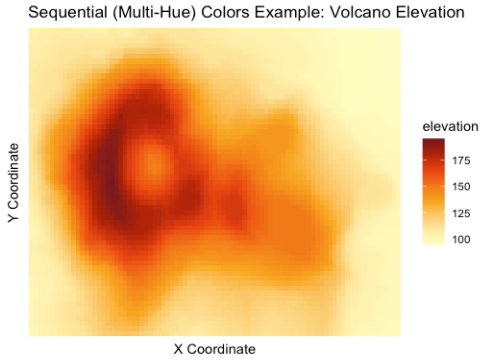 Sequential (Multi-Hue) Colors Example: Volcano Elevation
Y Coordinate
elevation
175
150
125
100
X Coordinate